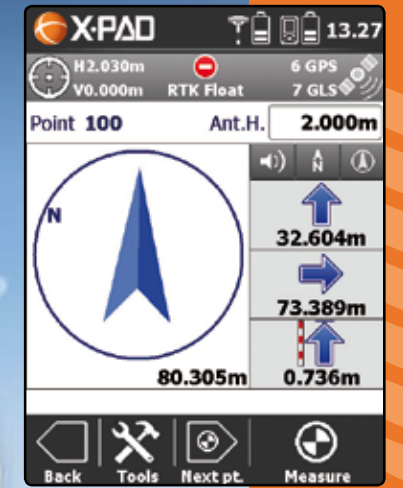 X-PAD 13.27
H2.030m 6 GPS
V0.000m RTK Float 7 GLS
Point 100 Ant.H. 2.000m
N
N
32.604m
73.389m
80.305m 0.736m
Back Tools Next pt. Measure